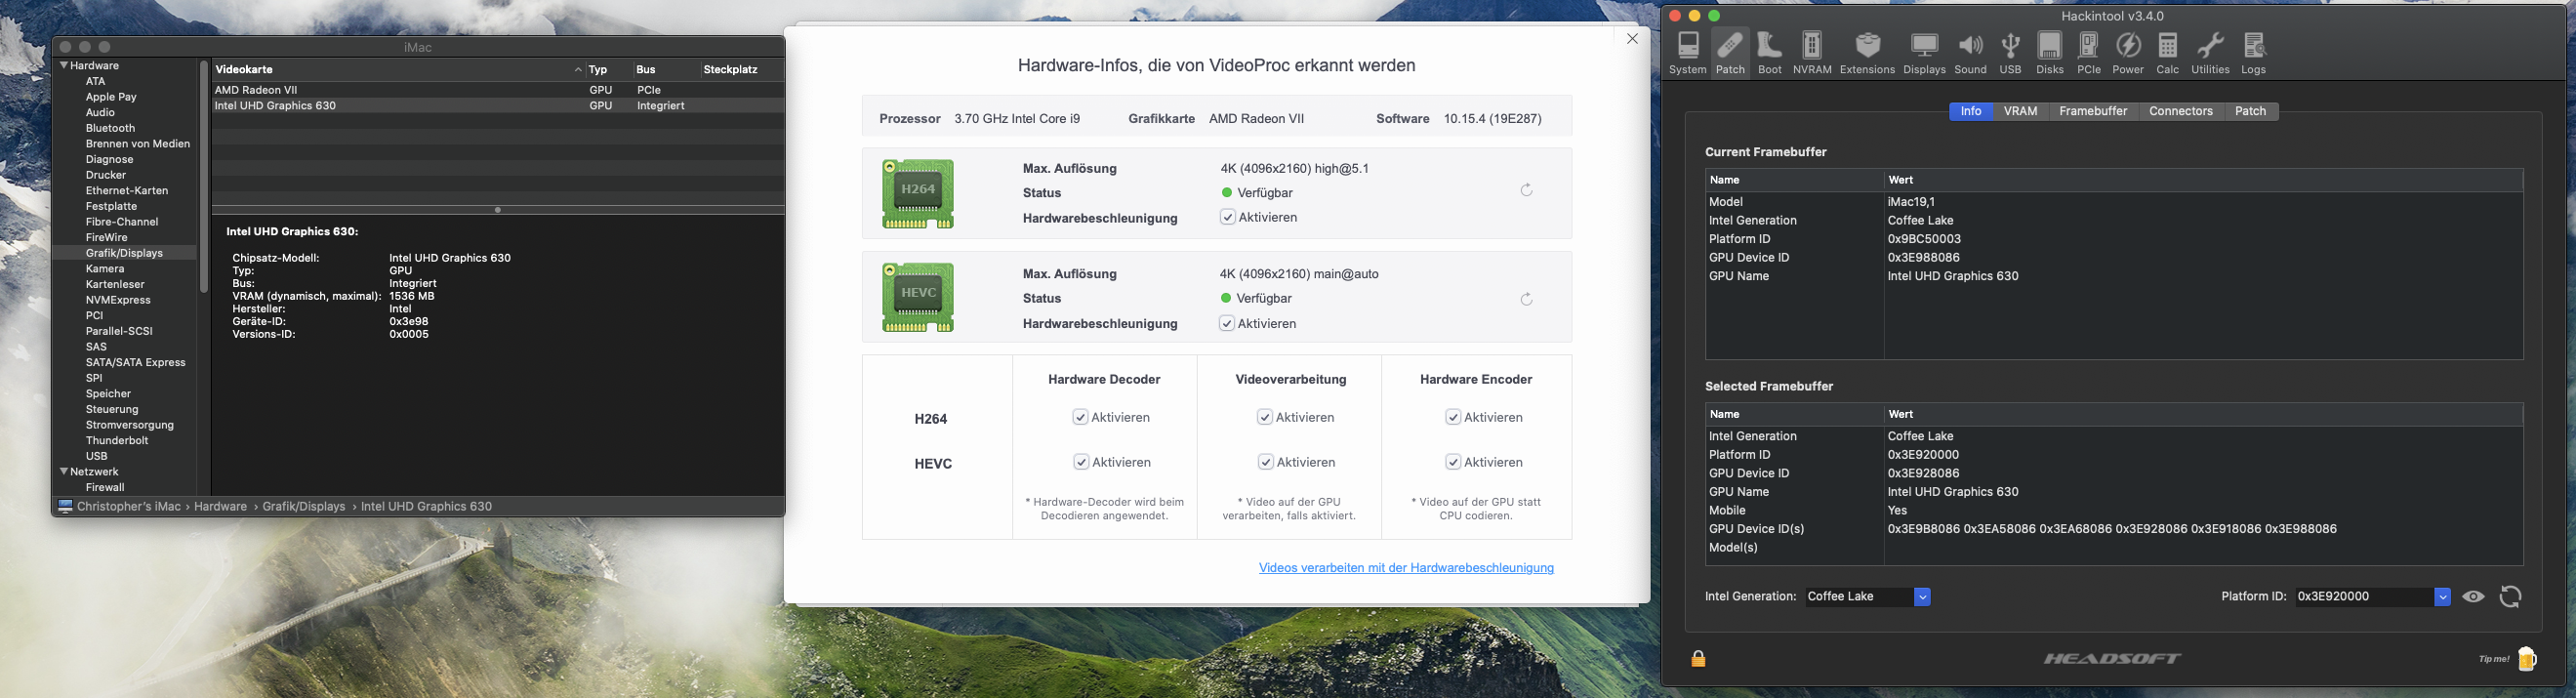 iMac
Hardware
ATA
Apple Pay
Audio
Bluetooth
Brennen von Medien
Diagnose
Drucker
Ethernet-Karten
Festplatte
Fibre-Channel
FireWire
Grafik/Displays
Kamera
Kartenleser
NVMExpress
PCI
Parallel-SCSI
SAS
SATA/SATA Express
SPI
Speicher
Steuerung
Stromversorgung
Thunderbolt
USB
Netzwerk
Firewall
Videokarte Typ Bus Steckplatz
AMD Radeon VII GPU PCIe
Intel UHD Graphics 630 GPU Integriert
Intel UHD Graphics 630:
Chipsatz-Modell: Intel UHD Graphics 630
Typ: GPU
Bus: Integriert
VRAM (dynamisch, maximal): 1536 MB
Hersteller: Intel
Geräte-ID: 0x3e98
Versions-ID: 0x0005
Christopher's iMac › Hardware › Grafik/Displays › Intel UHD Graphics 630
Hardware-Infos, die von VideoProc erkannt werden
Prozessor 3.70 GHz Intel Core i9 Grafikkarte AMD Radeon VII Software 10.15.4 (19E287)
H264
Max. Auflösung 4K (4096x2160) high@5.1
Status Verfügbar
Hardwarebeschleunigung Aktivieren
HEVC
Max. Auflösung 4K (4096x2160) main@auto
Status Verfügbar
Hardwarebeschleunigung Aktivieren
Hardware Decoder Videoverarbeitung Hardware Encoder
H264 Aktivieren Aktivieren Aktivieren
HEVC Aktivieren Aktivieren Aktivieren
* Hardware-Decoder wird beim
Decodieren angewendet.
* Video auf der GPU
verarbeiten, falls aktiviert.
* Video auf der GPU statt
CPU codieren.
Videos verarbeiten mit der Hardwarebeschleunigung
Hackintool v3.4.0
System Patch Boot NVRAM Extensions Displays Sound USB Disks PCIe Power Calc Utilities Logs
Info VRAM Framebuffer Connectors Patch
Current Framebuffer
Name Wert
Model iMac19,1
Intel Generation Coffee Lake
Platform ID 0x9BC50003
GPU Device ID 0x3E988086
GPU Name Intel UHD Graphics 630
Selected Framebuffer
Name Wert
Intel Generation Coffee Lake
Platform ID 0x3E920000
GPU Device ID 0x3E928086
GPU Name Intel UHD Graphics 630
Mobile Yes
GPU Device ID(s) 0x3E9B8086 0x3EA58086 0x3EA68086 0x3E928086 0x3E918086 0x3E988086
Model(s)
Intel Generation: Coffee Lake Platform ID: 0x3E920000
HEADSOFT
Tip me!